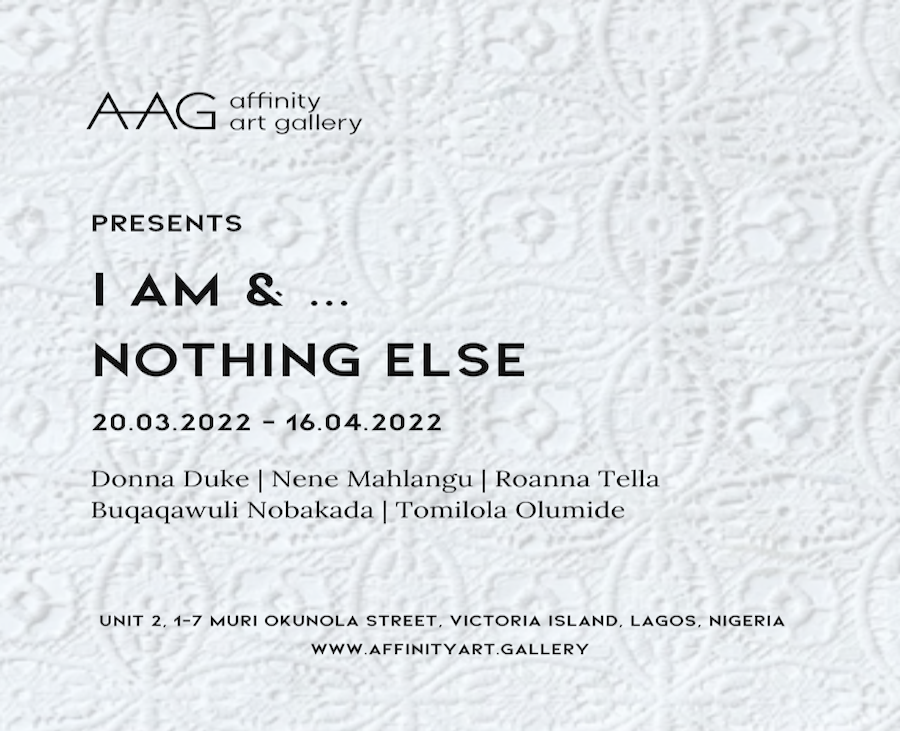 AAG affinity
art gallery
PRESENTS
I AM & ...
NOTHING ELSE
20.03.2022 - 16.04.2022
Donna Duke | Nene Mahlangu | Roanna Tella
Buqaqawuli Nobakada | Tomilola Olumide
UNIT 2, 1-7 MURI OKUNOLA STREET, VICTORIA ISLAND, LAGOS, NIGERIA
WWW.AFFINITYART.GALLERY